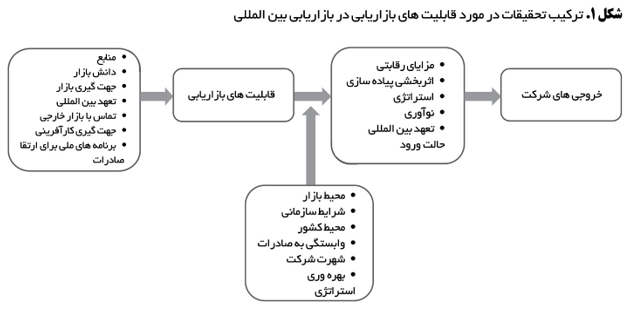 شکل ۱. ترکیب تحقیقات در مورد قابلیت های بازاریابی در بازاریابی بین المللی
• منابع
• دانش بازار
• جهت گیری بازار
• تعهد بین المللی
• تماس با بازار خارجی
• جهت گیری کارآفرینی
• برنامه های ملی برای ارتقا
صادرات
قابلیت های بازاریابی
• مزایای رقابتی
• اثربخشی پیاده سازی
• استراتژی
• نوآوری
• تعهد بین المللی
حالت ورود
خروجی های شرکت
• محیط بازار
• شرایط سازمانی
• محیط کشور
• وابستگی به صادرات
• شهرت شرکت
• بهره وری
استراتژی